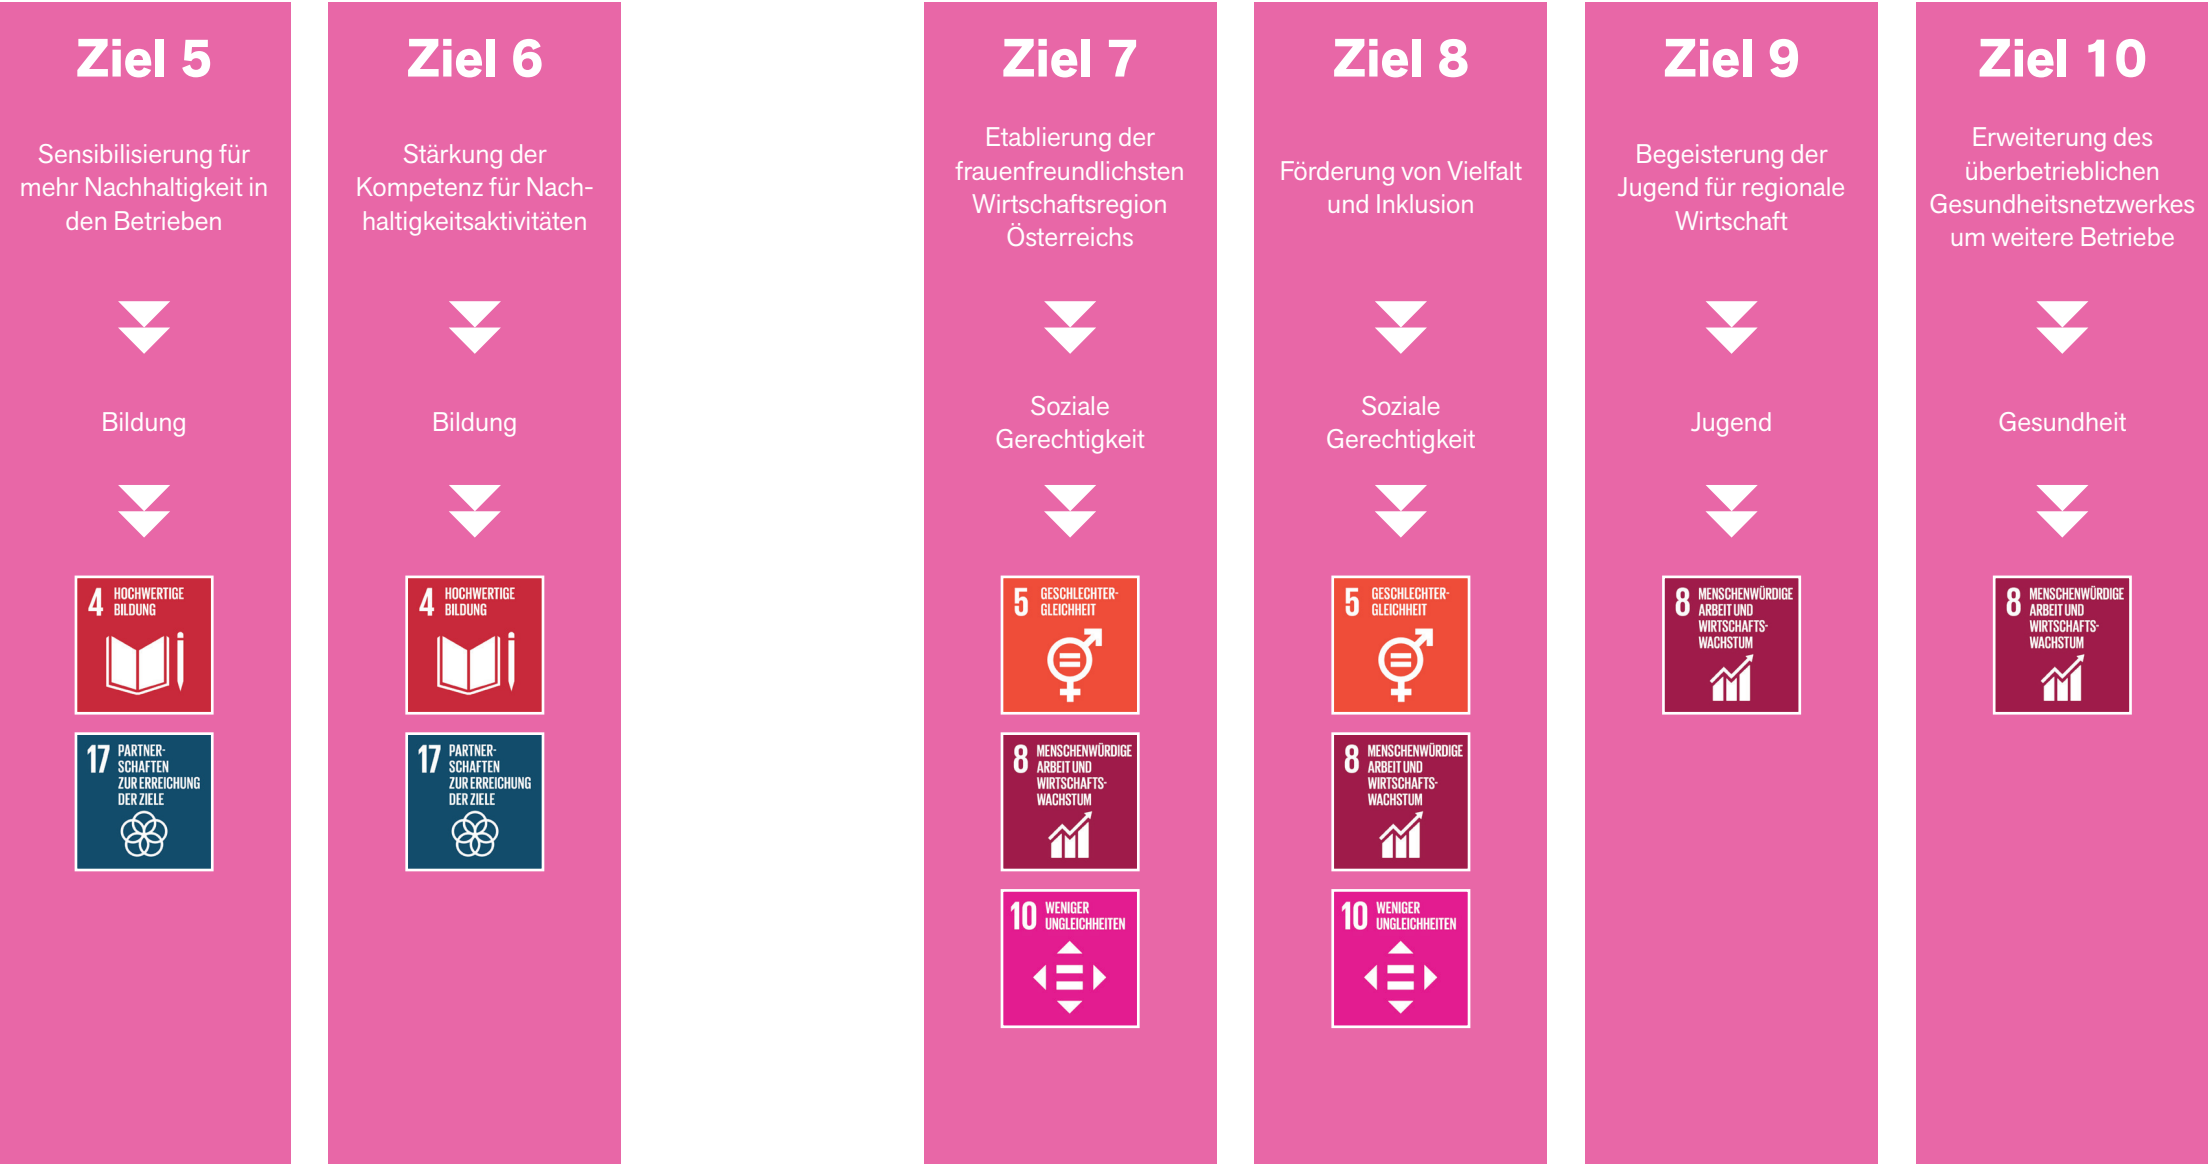 Ziel 5
Sensibilisierung für
mehr Nachhaltigkeit in
den Betrieben
Bildung
4 HOCHWERTIGE
BILDUNG
17 PARTNER-
SCHAFTEN
ZUR ERREICHUNG
DER ZIELE
Ziel 6
Stärkung der
Kompetenz für Nach-
haltigkeitsaktivitäten
Bildung
4 HOCHWERTIGE
BILDUNG
17 PARTNER-
SCHAFTEN
ZUR ERREICHUNG
DER ZIELE
Ziel 7
Etablierung der
frauenfreundlichsten
Wirtschaftsregion
Österreichs
Soziale
Gerechtigkeit
5 GESCHLECHTER-
GLEICHHEIT
8 MENSCHENWÜRDIGE
ARBEIT UND
WIRTSCHAFTS-
WACHSTUM
10 WENIGER
UNGLEICHHEITEN
Ziel 8
Förderung von Vielfalt
und Inklusion
Soziale
Gerechtigkeit
5 GESCHLECHTER-
GLEICHHEIT
8 MENSCHENWÜRDIGE
ARBEIT UND
WIRTSCHAFTS-
WACHSTUM
10 WENIGER
UNGLEICHHEITEN
Ziel 9
Begeisterung der
Jugend für regionale
Wirtschaft
Jugend
8 MENSCHENWÜRDIGE
ARBEIT UND
WIRTSCHAFTS-
WACHSTUM
Ziel 10
Erweiterung des
überbetrieblichen
Gesundheitsnetzwerkes
um weitere Betriebe
Gesundheit
8 MENSCHENWÜRDIGE
ARBEIT UND
WIRTSCHAFTS-
WACHSTUM